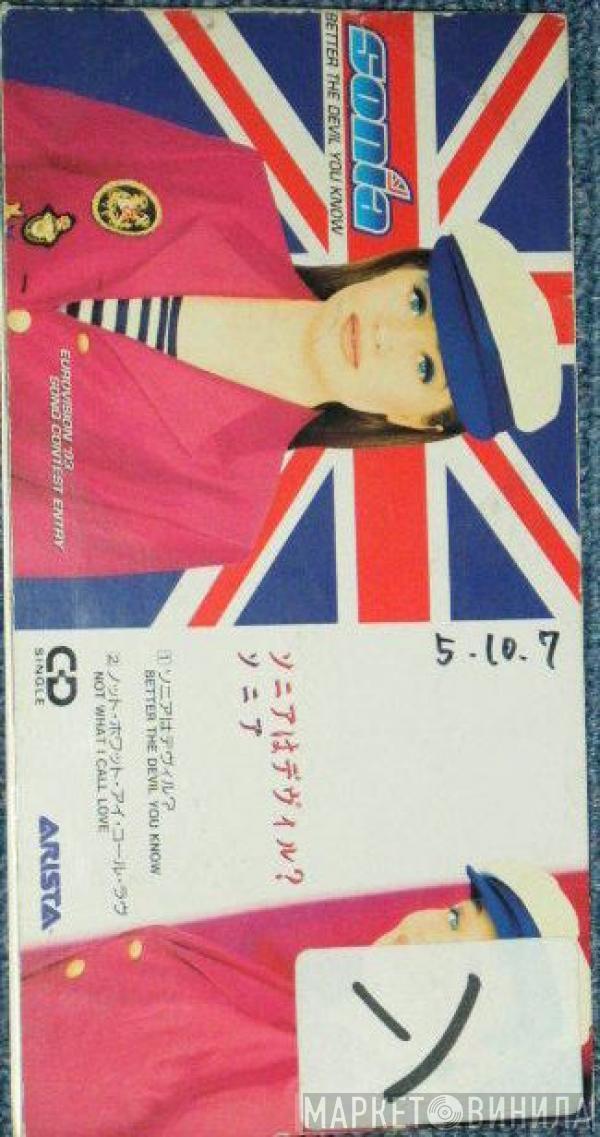 sonia
BETTER THE DEVIL YOU KNOW
EUROVISION '93
SONG CONTEST ENTRY
5.10.7
ソニアはデヴィル?
ソニア
1 ソニアはデヴィル?
BETTER THE DEVIL YOU KNOW
2 ノット・ホワット・アイ・コール・ラヴ
NOT WHAT I CALL LOVE
CD
SINGLE
ARISTA
ソ
МАРКЕТ ВИНИЛА